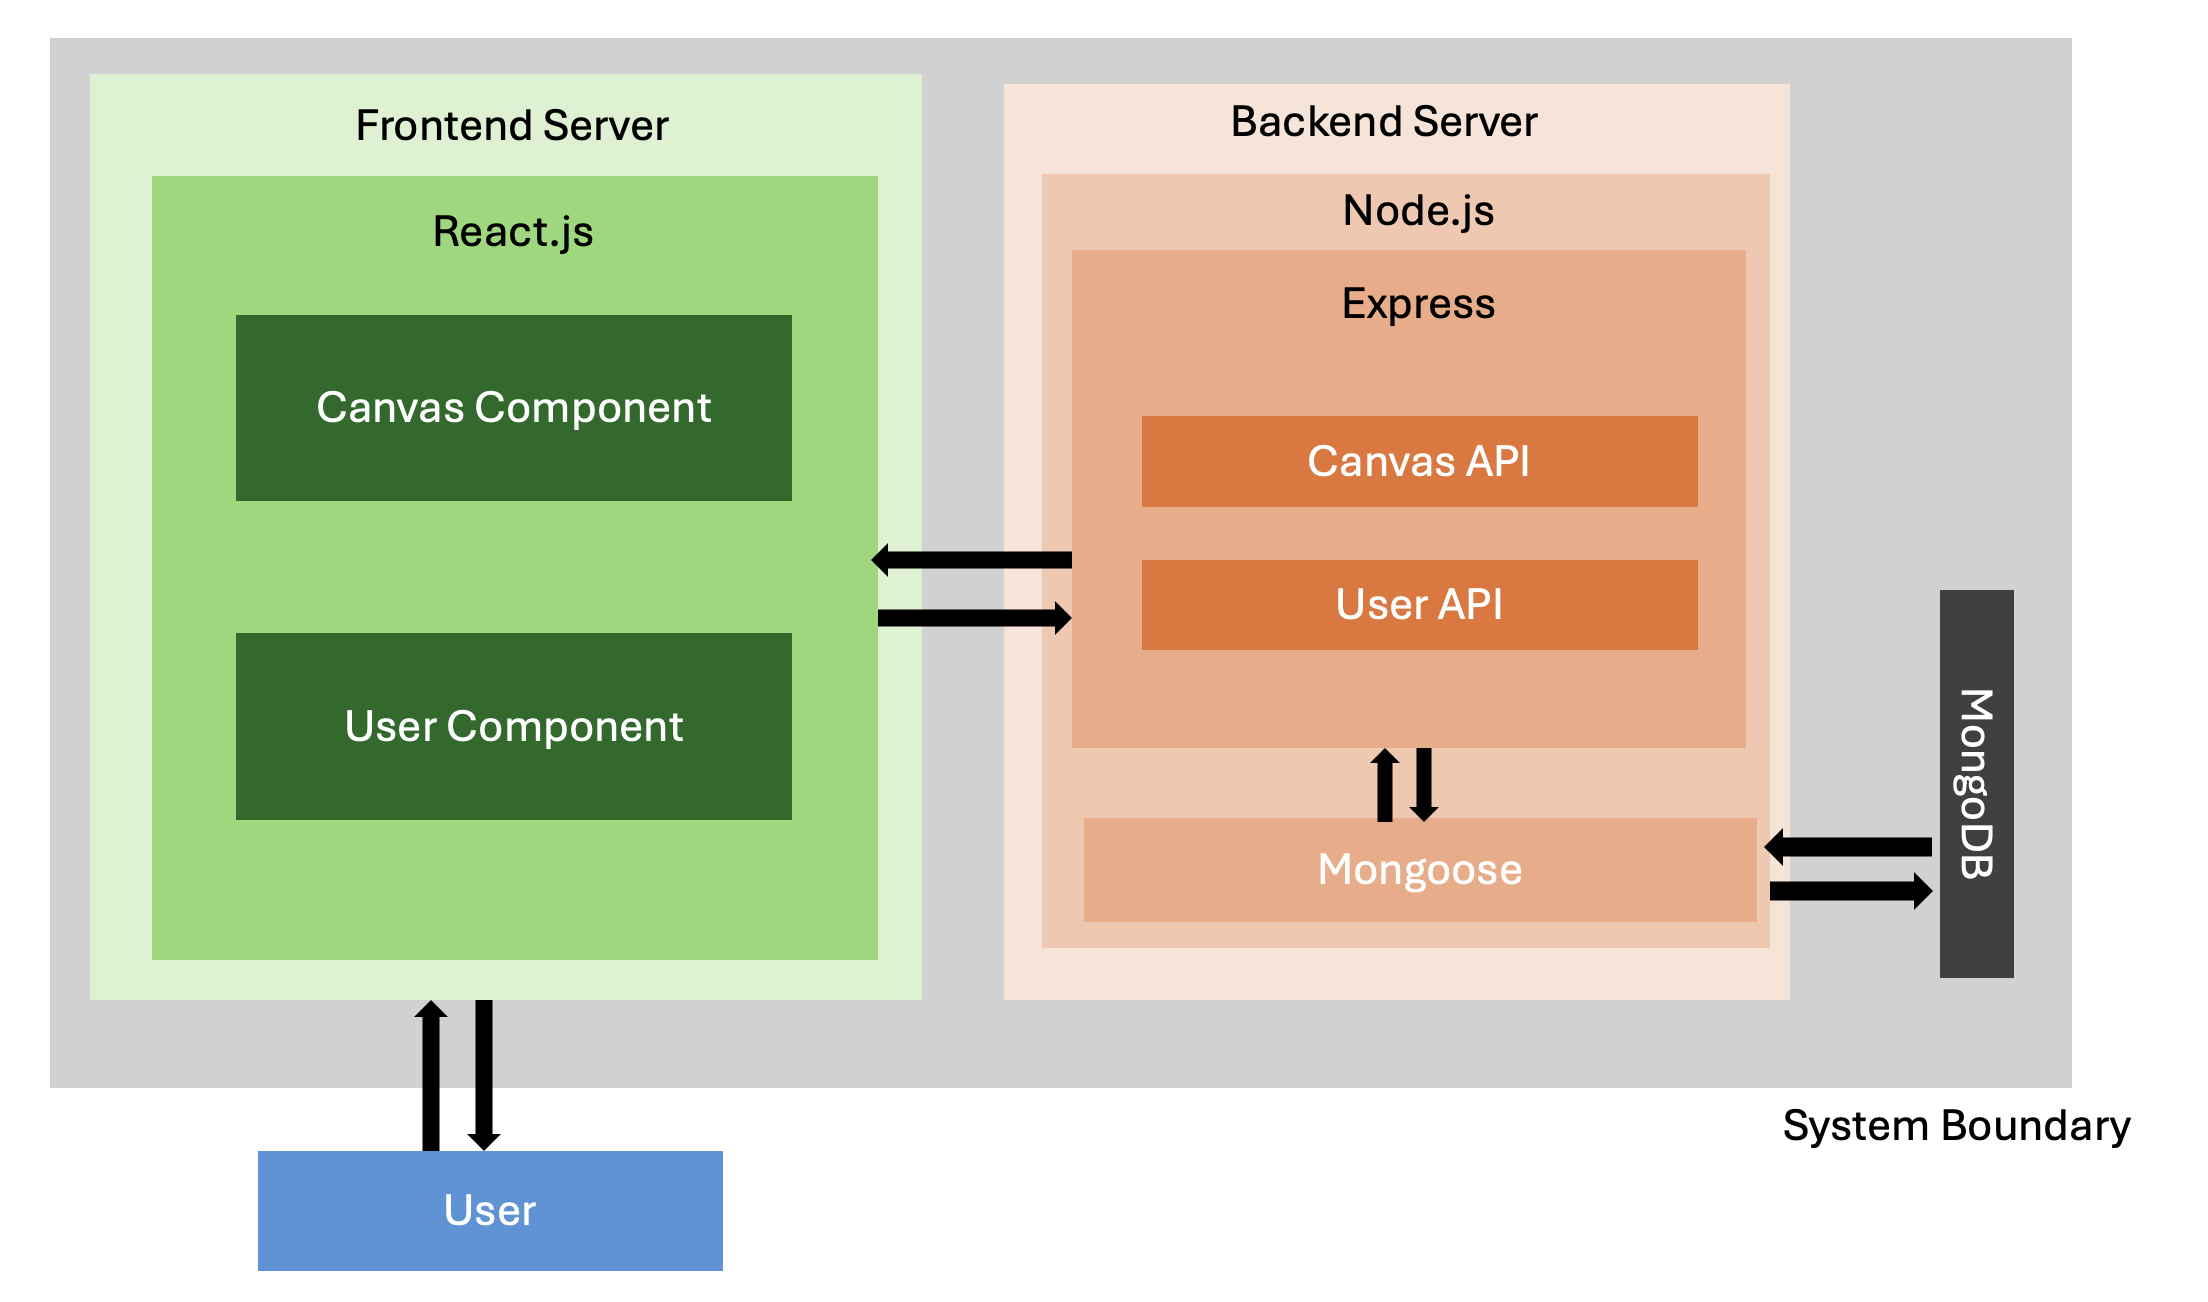 Frontend Server
React.js
Canvas Component
User Component
Backend Server
Node.js
Express
Canvas API
User API
Mongoose
MongoDB
System Boundary
User